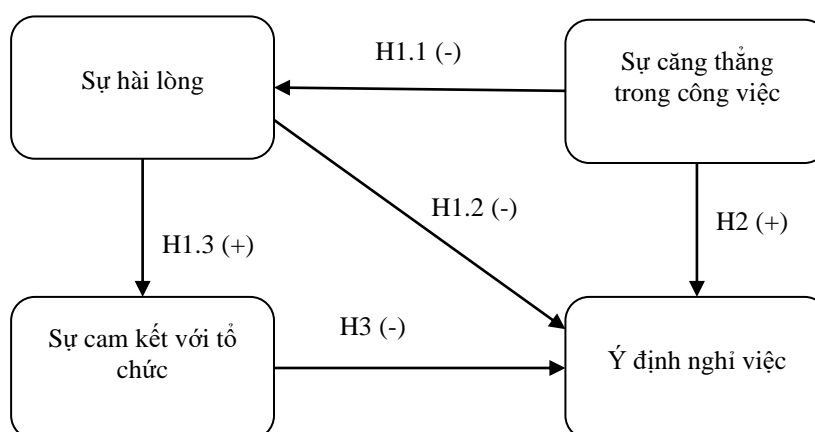 H1.1 (-)
Sự hài lòng
Sự căng thẳng
trong công việc
H1.2 (-)
H2 (+)
H1.3 (+)
Sự cam kết với tổ
chức
H3 (-)
Ý định nghỉ việc